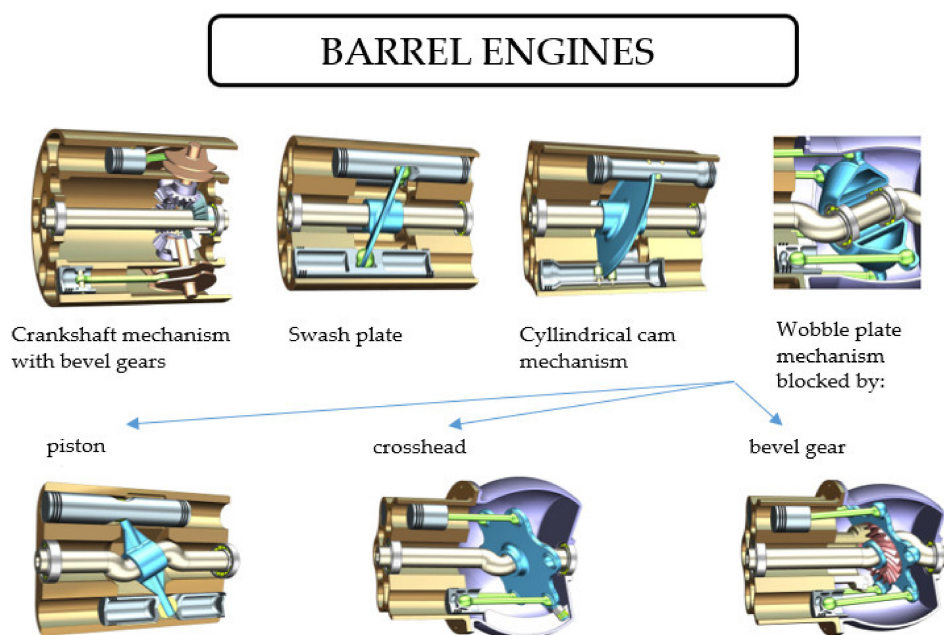 BARREL ENGINES
Crankshaft mechanism
with bevel gears
Swash plate
Cyllindrical cam
mechanism
Wobble plate
mechanism
blocked by:
piston
crosshead
bevel gear